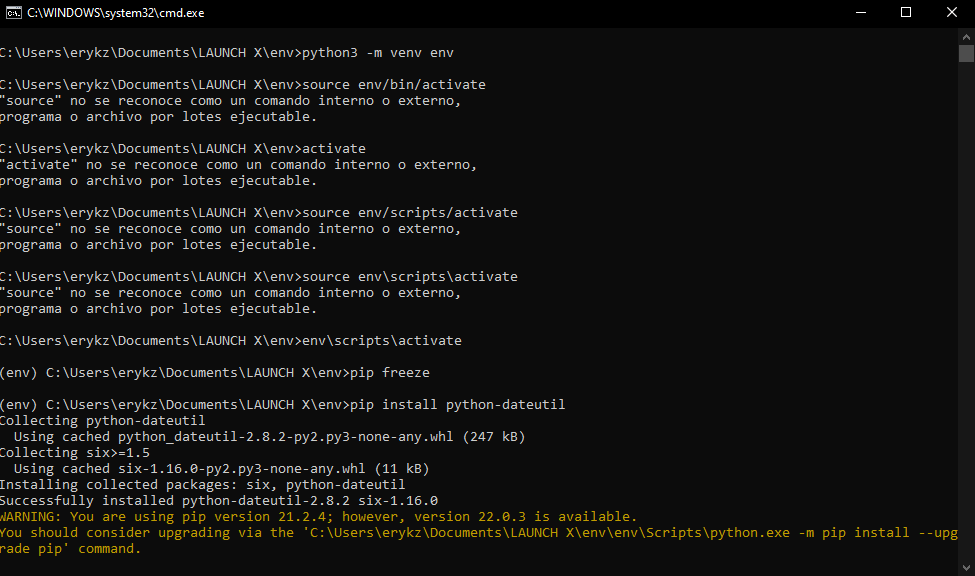 C:\WINDOWS\system32\cmd.exe
C:\Users\erykz\Documents\LAUNCH X\env>python3 -m venv env
C:\Users\erykz\Documents\LAUNCH X\env>source env/bin/activate
"source" no se reconoce como un comando interno o externo,
programa o archivo por lotes ejecutable.
C:\Users\erykz\Documents\LAUNCH X\env>activate
"activate" no se reconoce como un comando interno o externo,
programa o archivo por lotes ejecutable.
C:\Users\erykz\Documents\LAUNCH X\env>source env/scripts/activate
"source" no se reconoce como un comando interno o externo,
programa o archivo por lotes ejecutable.
C:\Users\erykz\Documents\LAUNCH X\env>source env\scripts\activate
"source" no se reconoce como un comando interno o externo,
programa o archivo por lotes ejecutable.
C:\Users\erykz\Documents\LAUNCH X\env>env\scripts\activate
(env) C:\Users\erykz\Documents\LAUNCH X\env>pip freeze
(env) C:\Users\erykz\Documents\LAUNCH X\env>pip install python-dateutil
Collecting python-dateutil
  Using cached python_dateutil-2.8.2-py2.py3-none-any.whl (247 kB)
Collecting six>=1.5
  Using cached six-1.16.0-py2.py3-none-any.whl (11 kB)
Installing collected packages: six, python-dateutil
Successfully installed python-dateutil-2.8.2 six-1.16.0
WARNING: You are using pip version 21.2.4; however, version 22.0.3 is available.
You should consider upgrading via the 'C:\Users\erykz\Documents\LAUNCH X\env\env\Scripts\python.exe -m pip install --upg
rade pip' command.